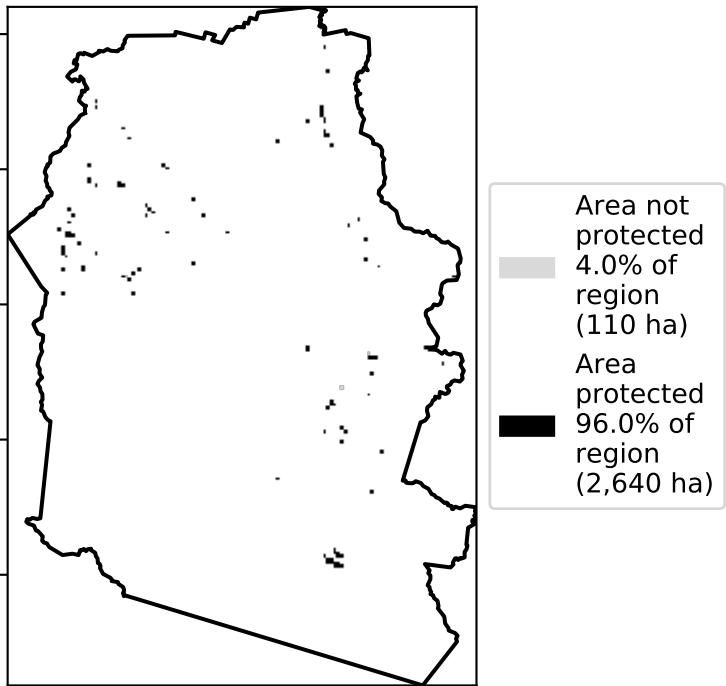 Area not
protected
4.0% of
region
(110 ha)
Area
protected
96.0% of
region
(2,640 ha)